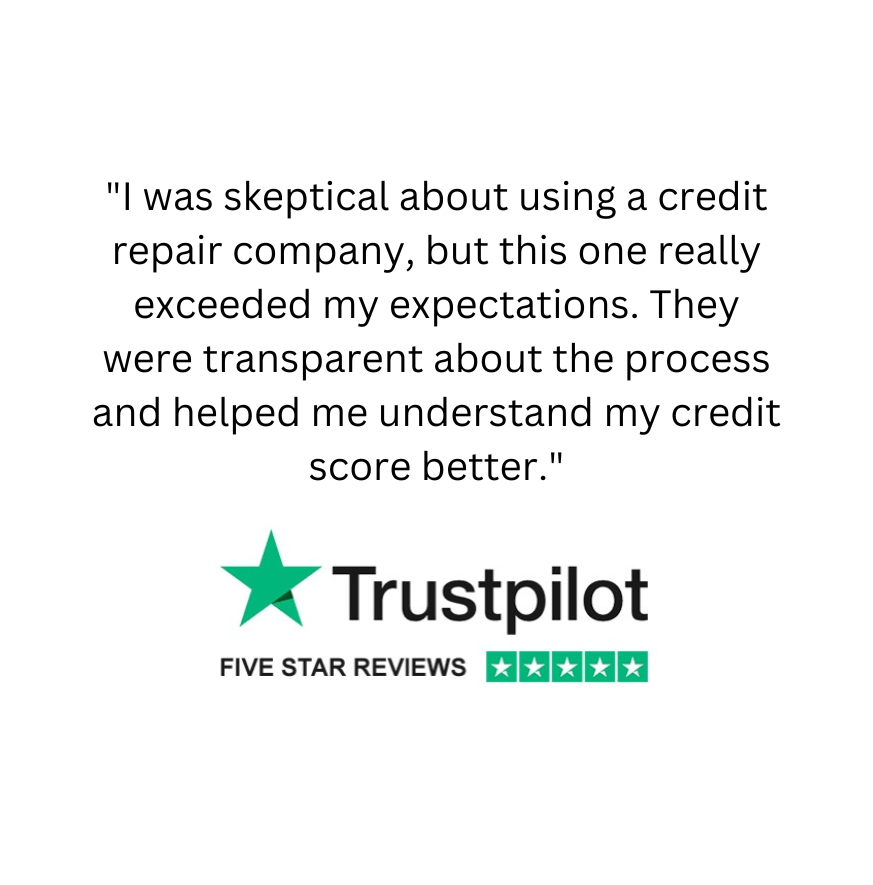 "I was skeptical about using a credit
repair company, but this one really
exceeded my expectations. They
were transparent about the process
and helped me understand my credit
score better."
Trustpilot
FIVE STAR REVIEWS